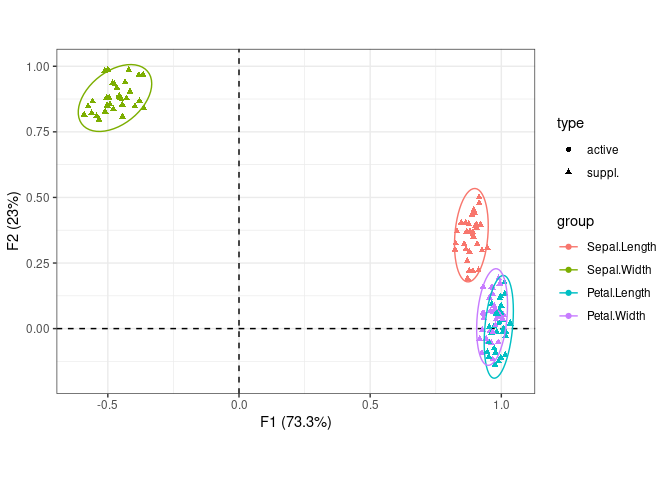 1.00
0.75
0.50
0.25
0.00
F2 (23%)
-0.5
0.0
0.5
1.0
F1 (73.3%)
type
active
suppl.
group
Sepal.Length
Sepal.Width
Petal.Length
Petal.Width